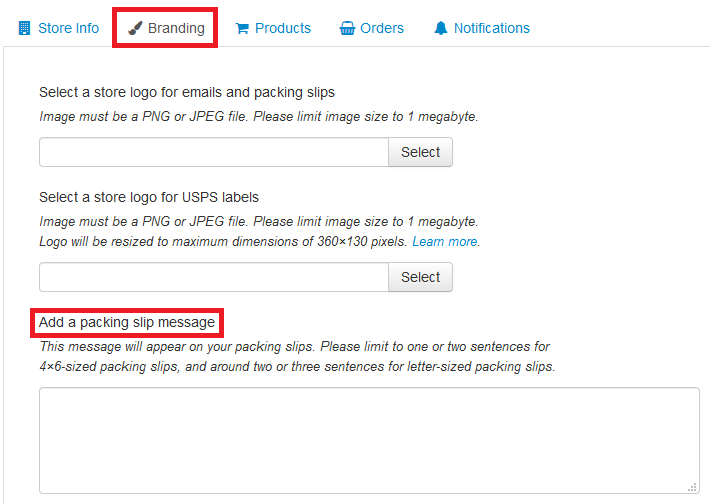 Store Info Branding Products Orders Notifications
Select a store logo for emails and packing slips
Image must be a PNG or JPEG file. Please limit image size to 1 megabyte.
Select
Select a store logo for USPS labels
Image must be a PNG or JPEG file. Please limit image size to 1 megabyte.
Logo will be resized to maximum dimensions of 360×130 pixels. Learn more.
Select
Add a packing slip message
This message will appear on your packing slips. Please limit to one or two sentences for
4×6-sized packing slips, and around two or three sentences for letter-sized packing slips.